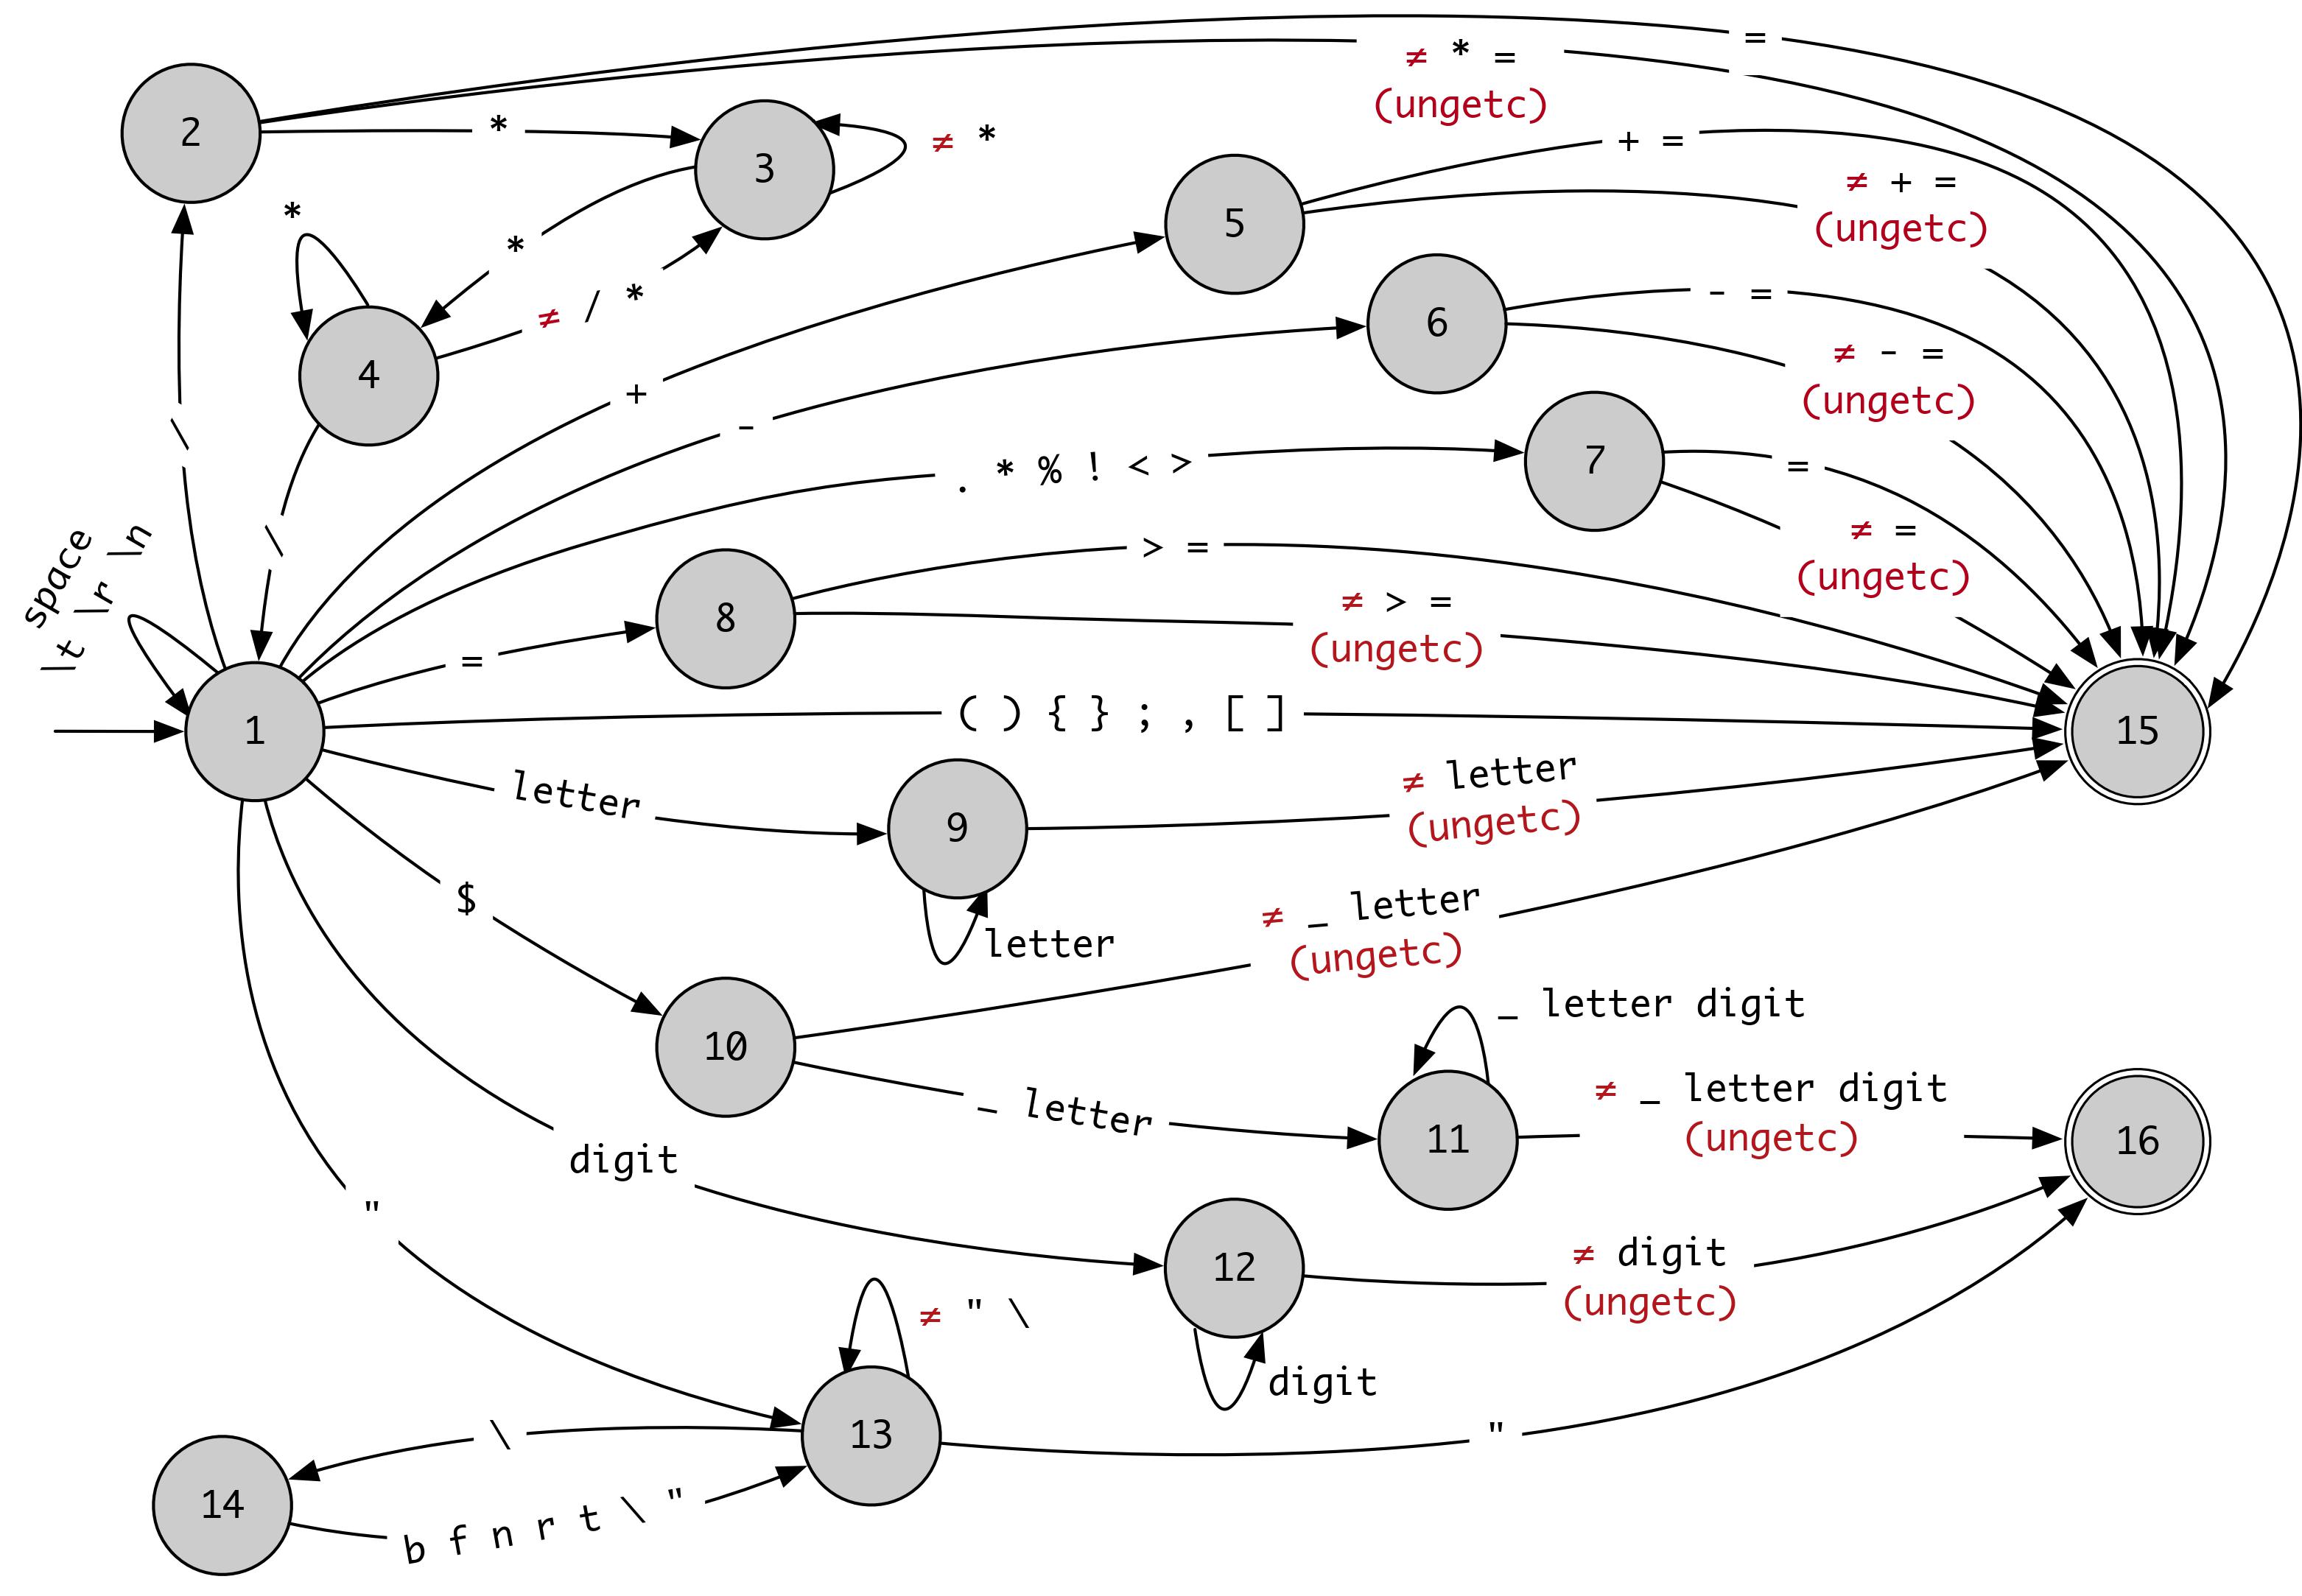 =
≠ * =
(ungetc)
2
*
3
≠ *
+ =
5
≠ + =
(ungetc)
*
*
- =
≠ / *
6
≠ - =
(ungetc)
4
+
-
\
. * % ! < >
7
=
≠ =
(ungetc)
\
> =
space
\t \r \n
8
≠ > =
(ungetc)
=
( ) { } ; , [ ]
1
15
letter
≠ letter
(ungetc)
9
$
≠ _ letter
(ungetc)
letter
_ letter digit
10
_ letter
≠ _ letter digit
(ungetc)
11
16
digit
"
12
≠ digit
(ungetc)
≠ " \
digit
13
\
"
14
b f n r t \ "